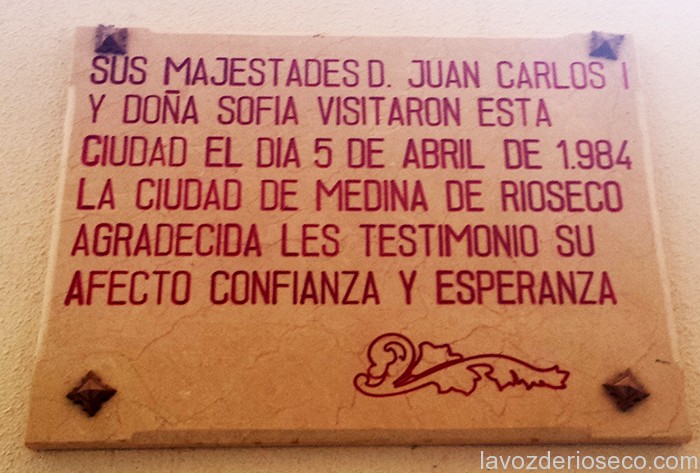 SUS MAJESTADES D. JUAN CARLOS I
Y DOÑA SOFIA VISITARON ESTA
CIUDAD EL DIA 5 DE ABRIL DE 1.984
LA CIUDAD DE MEDINA DE RIOSECO
AGRADECIDA LES TESTIMONIO SU
AFECTO CONFIANZA Y ESPERANZA
lavozderioseco.com